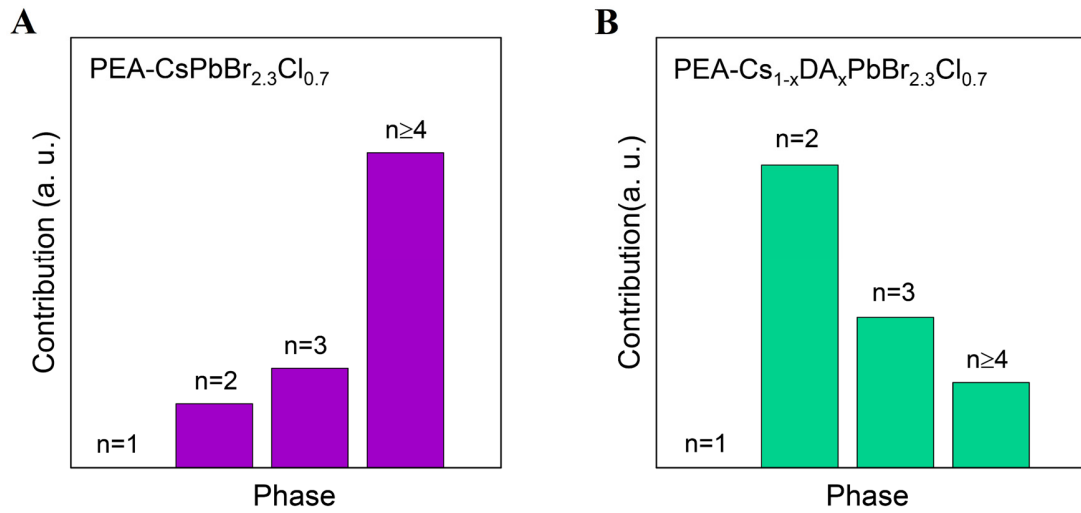 A
PEA-CsPbBr₂.₃Cl₀.₇
n≥4
n=3
n=2
n=1
Contribution (a. u.)
Phase
B
PEA-Cs₁₋ₓDAₓPbBr₂.₃Cl₀.₇
n=2
n=3
n≥4
n=1
Contribution(a. u.)
Phase